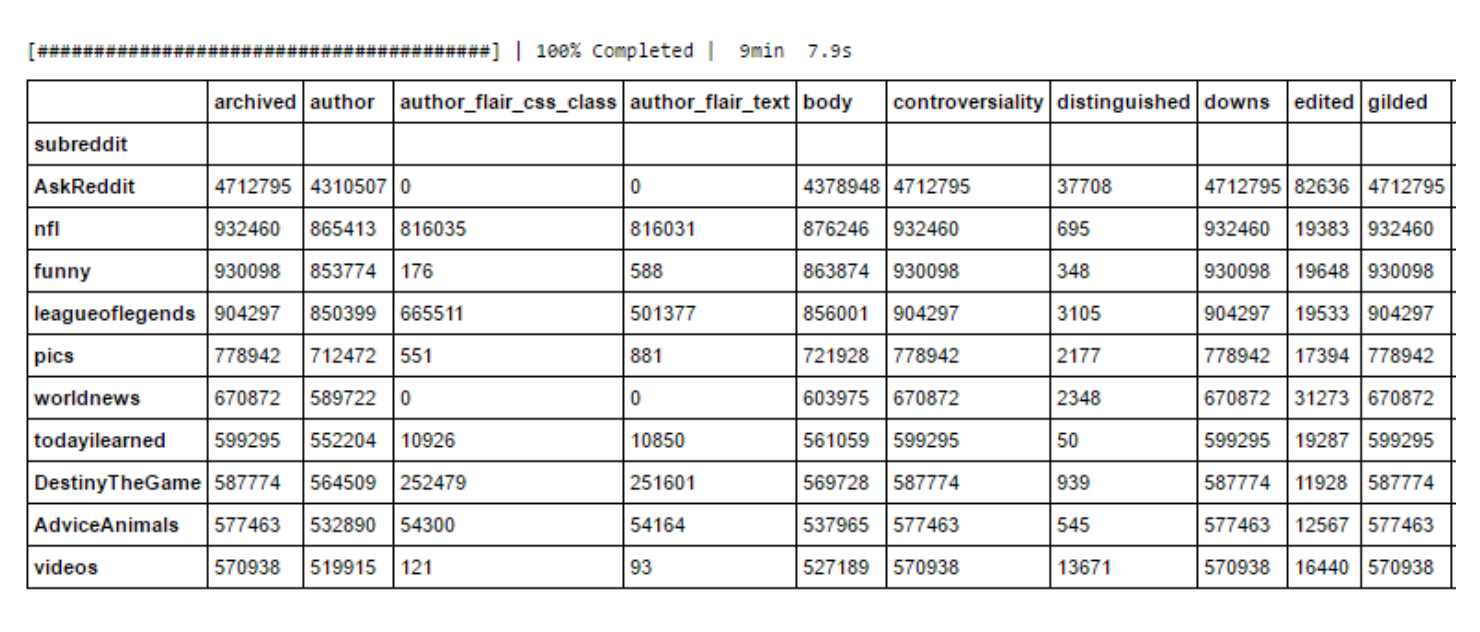 [########################################] | 100% Completed |  9min  7.9s
archived author author_flair_css_class author_flair_text body controversiality distinguished downs edited gilded
subreddit
AskReddit 4712795 4310507 0 0 4378948 4712795 37708 4712795 82636 4712795
nfl 932460 865413 816035 816031 876246 932460 695 932460 19383 932460
funny 930098 853774 176 588 863874 930098 348 930098 19648 930098
leagueoflegends 904297 850399 665511 501377 856001 904297 3105 904297 19533 904297
pics 778942 712472 551 881 721928 778942 2177 778942 17394 778942
worldnews 670872 589722 0 0 603975 670872 2348 670872 31273 670872
todayilearned 599295 552204 10926 10850 561059 599295 50 599295 19287 599295
DestinyTheGame 587774 564509 252479 251601 569728 587774 939 587774 11928 587774
AdviceAnimals 577463 532890 54300 54164 537965 577463 545 577463 12567 577463
videos 570938 519915 121 93 527189 570938 13671 570938 16440 570938